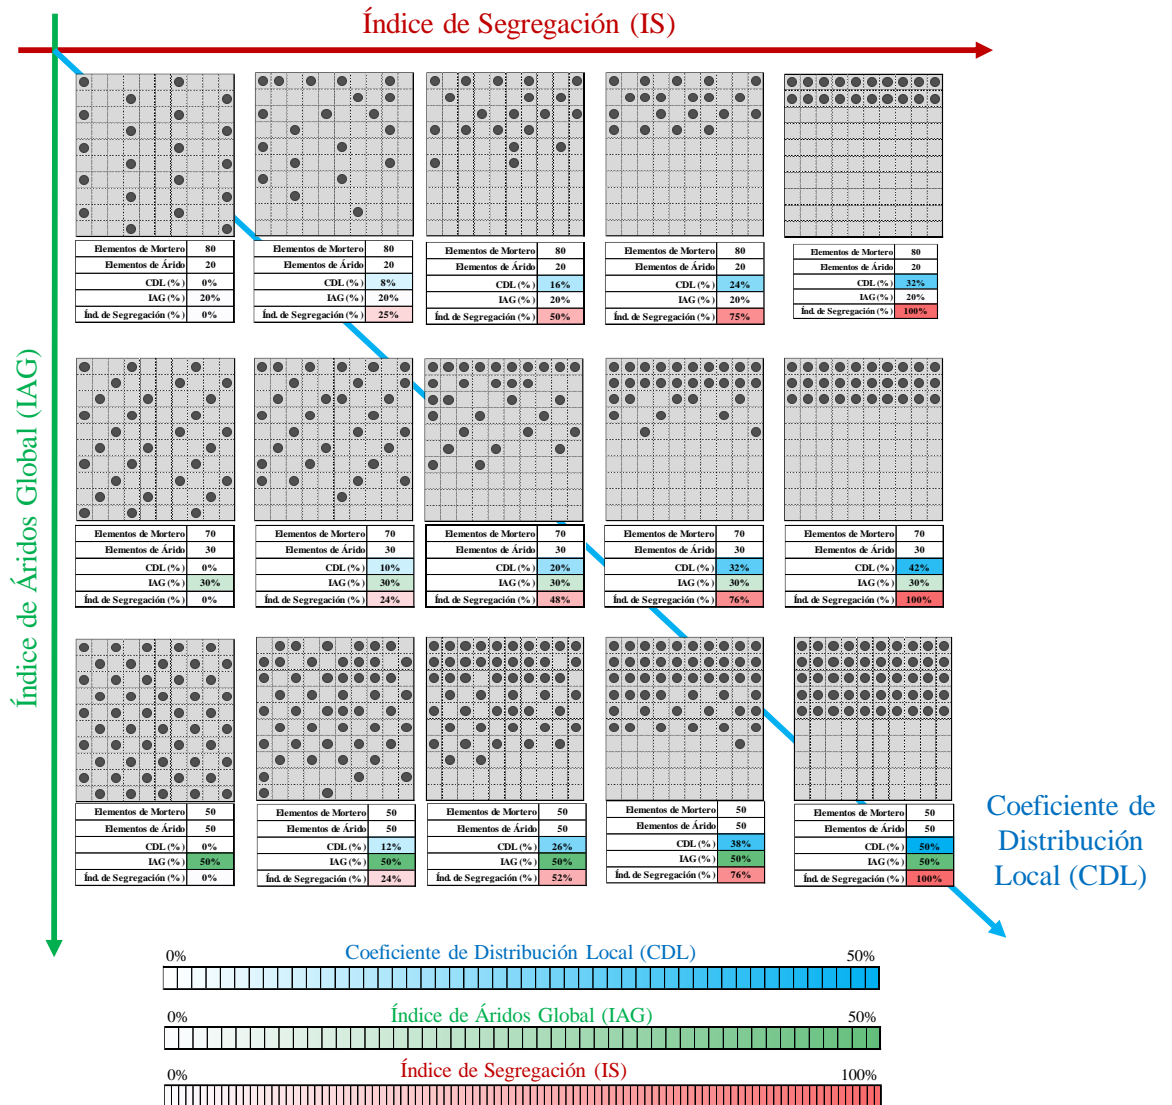 Índice de Segregación (IS)
Índice de Áridos Global (IAG)
Elementos de Mortero 80
Elementos de Árido 20
CDL (%) 0%
IAG (%) 20%
Índ. de Segregación (%) 0%
Elementos de Mortero 80
Elementos de Árido 20
CDL (%) 8%
IAG (%) 20%
Índ. de Segregación (%) 25%
Elementos de Mortero 80
Elementos de Árido 20
CDL (%) 16%
IAG (%) 20%
Índ. de Segregación (%) 50%
Elementos de Mortero 80
Elementos de Árido 20
CDL (%) 24%
IAG (%) 20%
Índ. de Segregación (%) 75%
Elementos de Mortero 80
Elementos de Árido 20
CDL (%) 32%
IAG (%) 20%
Índ. de Segregación (%) 100%
Elementos de Mortero 70
Elementos de Árido 30
CDL (%) 0%
IAG (%) 30%
Índ. de Segregación (%) 0%
Elementos de Mortero 70
Elementos de Árido 30
CDL (%) 10%
IAG (%) 30%
Índ. de Segregación (%) 24%
Elementos de Mortero 70
Elementos de Árido 30
CDL (%) 20%
IAG (%) 30%
Índ. de Segregación (%) 48%
Elementos de Mortero 70
Elementos de Árido 30
CDL (%) 32%
IAG (%) 30%
Índ. de Segregación (%) 76%
Elementos de Mortero 70
Elementos de Árido 30
CDL (%) 42%
IAG (%) 30%
Índ. de Segregación (%) 100%
Elementos de Mortero 50
Elementos de Árido 50
CDL (%) 0%
IAG (%) 50%
Índ. de Segregación (%) 0%
Elementos de Mortero 50
Elementos de Árido 50
CDL (%) 12%
IAG (%) 50%
Índ. de Segregación (%) 24%
Elementos de Mortero 50
Elementos de Árido 50
CDL (%) 26%
IAG (%) 50%
Índ. de Segregación (%) 52%
Elementos de Mortero 50
Elementos de Árido 50
CDL (%) 38%
IAG (%) 50%
Índ. de Segregación (%) 76%
Elementos de Mortero 50
Elementos de Árido 50
CDL (%) 50%
IAG (%) 50%
Índ. de Segregación (%) 100%
Coeficiente de
Distribución
Local (CDL)
0% Coeficiente de Distribución Local (CDL) 50%
0% Índice de Áridos Global (IAG) 50%
0% Índice de Segregación (IS) 100%